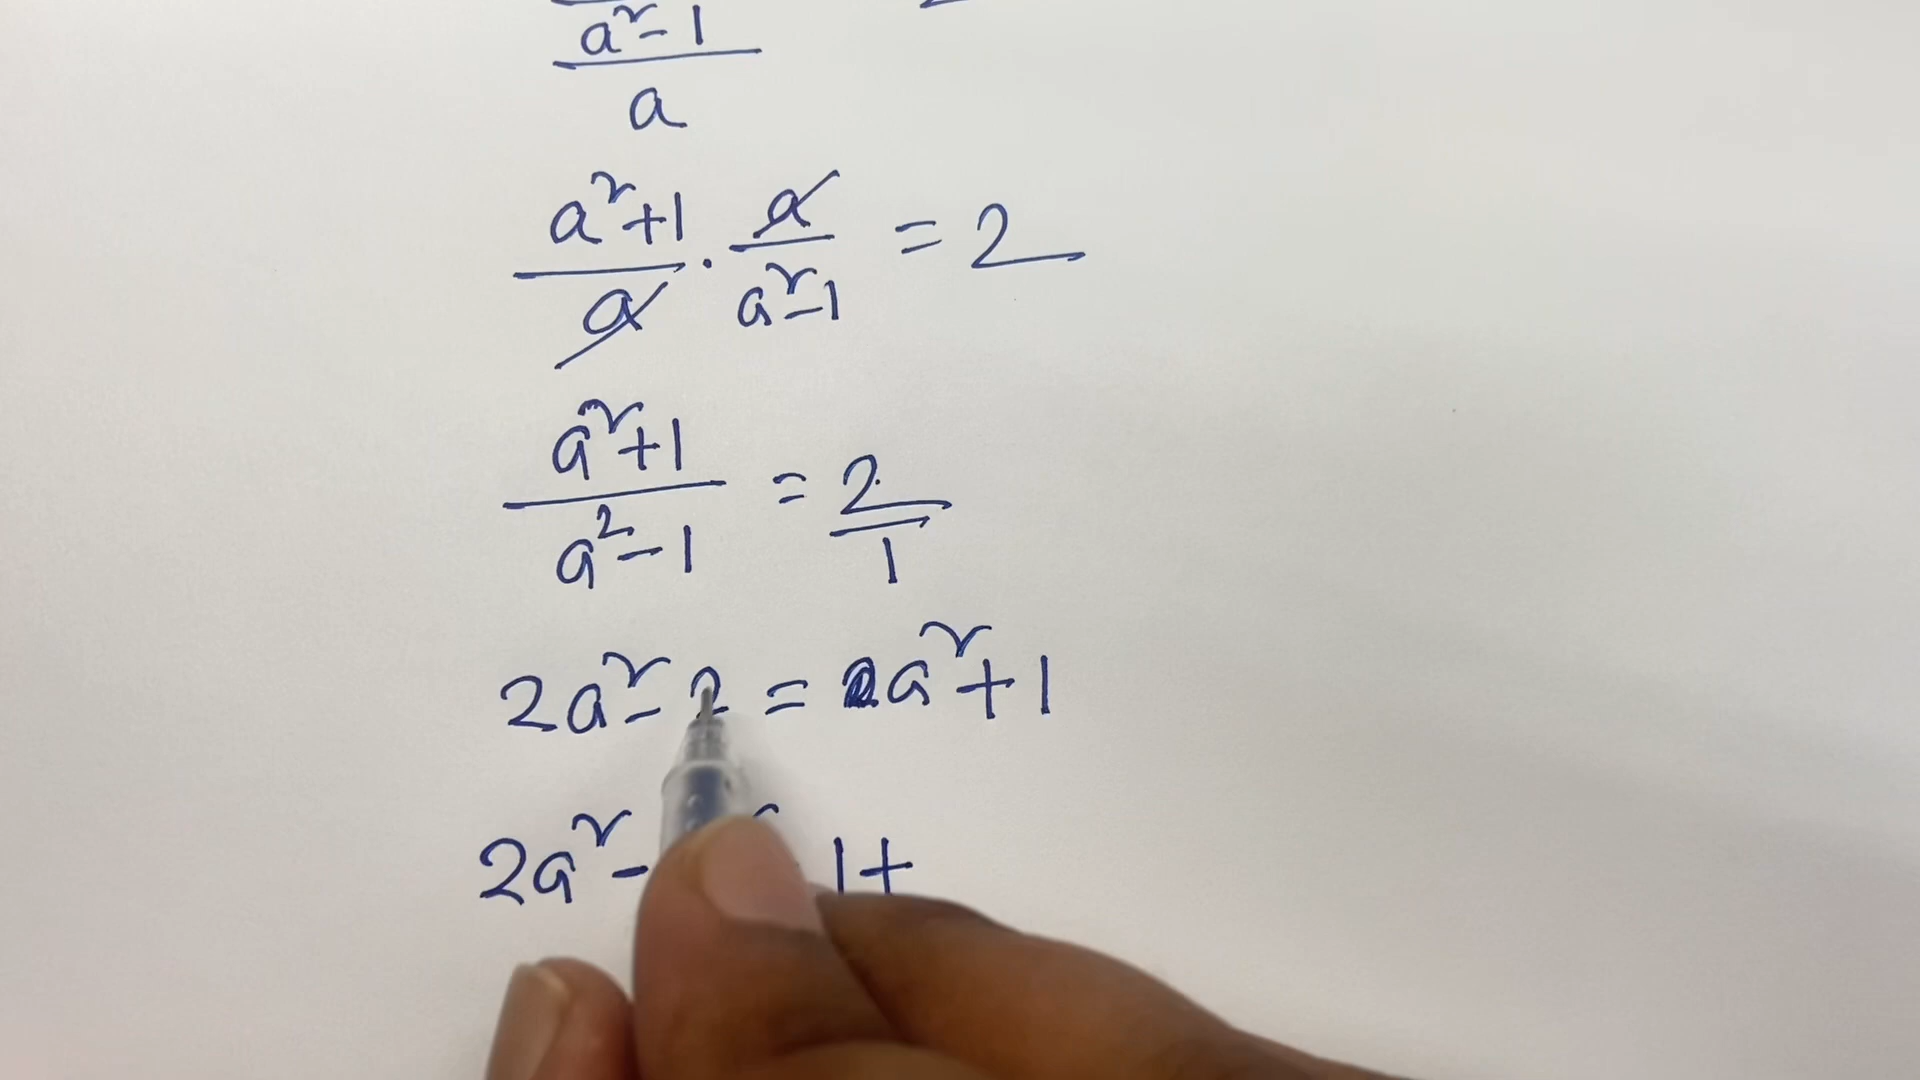 a²-1
a
a²+1 / a · a / a²-1 = 2
a²+1 / a²-1 = 2 / 1
2a²-2 = a²+1
2a²- 1+